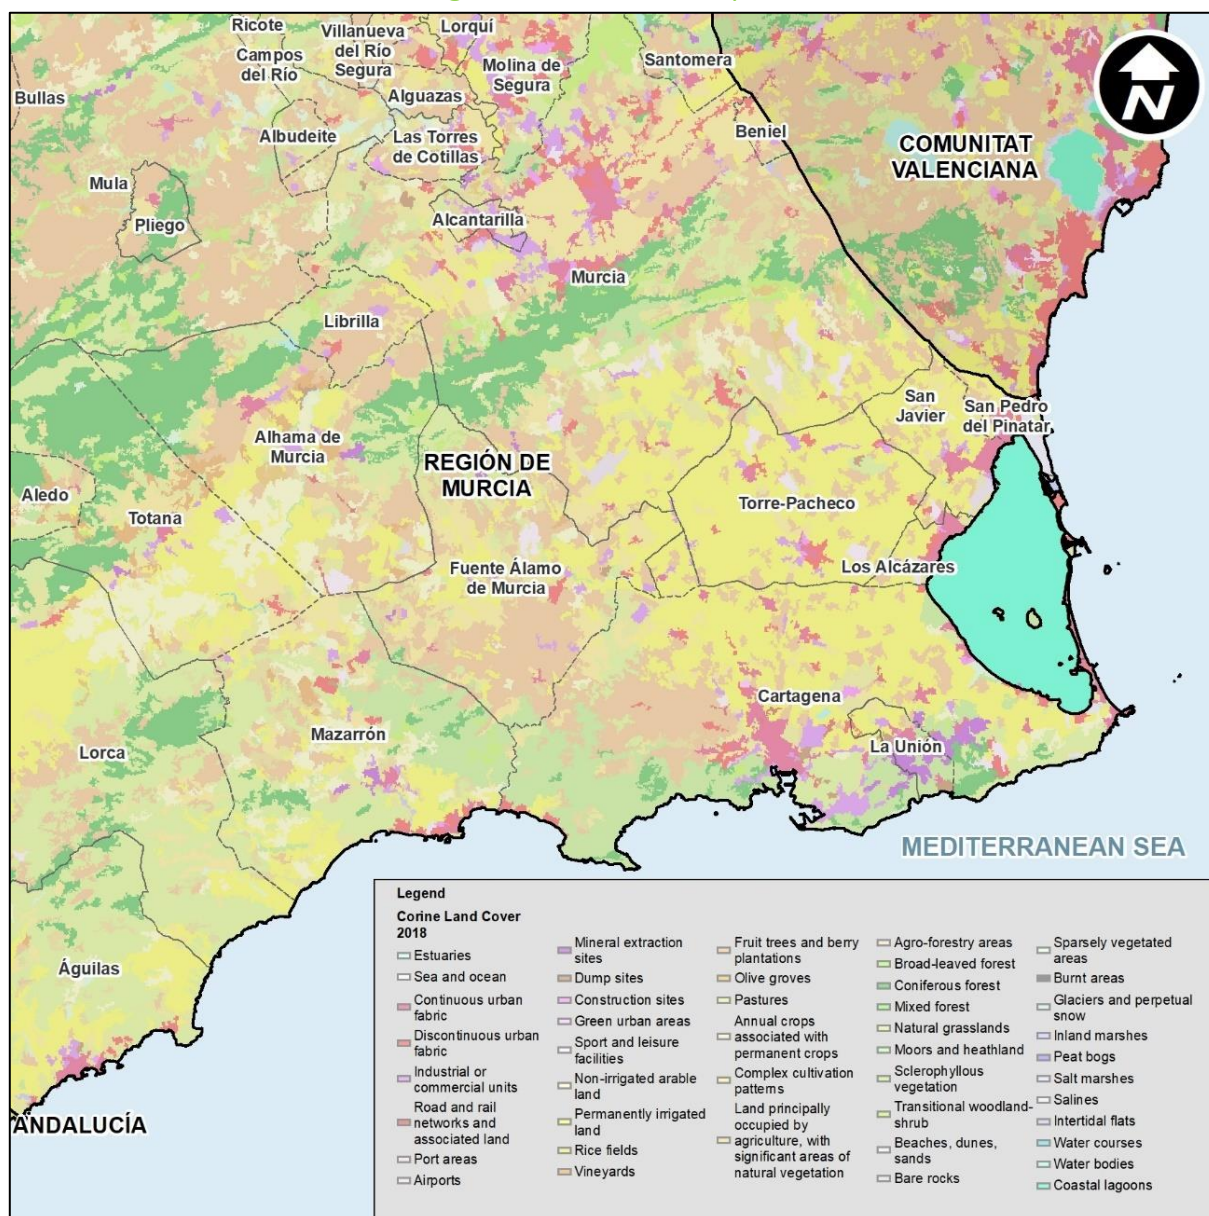 Ricote
Villanueva
del Río
Segura
Lorquí
Campos
del Río
Molina de
Segura
Santomera
Bullas
Alguazas
N
Albudeite
Las Torres
de Cotillas
Beniel
COMUNITAT
VALENCIANA
Mula
Pliego
Alcantarilla
Murcia
Librilla
San
Javier
San Pedro
del Pinatar
Alhama de
Murcia
REGIÓN DE
MURCIA
Aledo
Totana
Torre-Pacheco
Fuente Álamo
de Murcia
Los Alcázares
Cartagena
Lorca
Mazarrón
La Unión
MEDITERRANEAN SEA
Águilas
ANDALUCÍA
Legend
Corine Land Cover
2018
Estuaries
Sea and ocean
Continuous urban
fabric
Discontinuous urban
fabric
Industrial or
commercial units
Road and rail
networks and
associated land
Port areas
Airports
Mineral extraction
sites
Dump sites
Construction sites
Green urban areas
Sport and leisure
facilities
Non-irrigated arable
land
Permanently irrigated
land
Rice fields
Vineyards
Fruit trees and berry
plantations
Olive groves
Pastures
Annual crops
associated with
permanent crops
Complex cultivation
patterns
Land principally
occupied by
agriculture, with
significant areas of
natural vegetation
Agro-forestry areas
Broad-leaved forest
Coniferous forest
Mixed forest
Natural grasslands
Moors and heathland
Sclerophyllous
vegetation
Transitional woodland-
shrub
Beaches, dunes,
sands
Bare rocks
Sparsely vegetated
areas
Burnt areas
Glaciers and perpetual
snow
Inland marshes
Peat bogs
Salt marshes
Salines
Intertidal flats
Water courses
Water bodies
Coastal lagoons